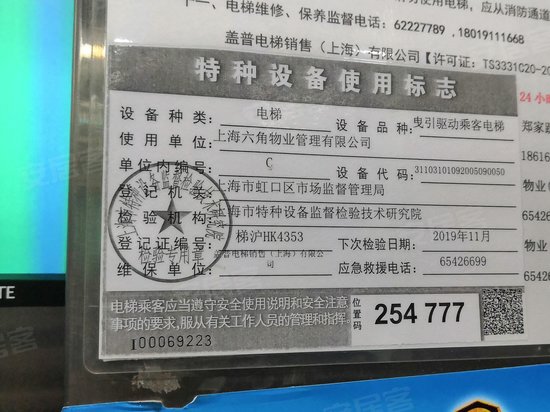 十一、电梯维修、保养监督电话：62227789，18019111668
盖普电梯销售（上海）有限公司【许可证：TS3331C20-20
特种设备使用标志
24小时
设备种类： 电梯 设备品种： 曳引驱动乘客电梯
使用单位： 上海六角物业管理有限公司
单位内编号： C 设备代码： 31103101092005090050
登记机关： 上海市虹口区市场监督管理局
检验机构： 上海市特种设备监督检验技术研究院
登记证编号： 梯沪HK4353 下次检验日期： 2019年11月
维保单位： 盖普电梯销售（上海）有限公司 应急救援电话： 65426699
检验专用章
电梯乘客应当遵守安全使用说明和安全注意
事项的要求，服从有关工作人员的管理和指挥。
I00069223
位置码
254 777
18616
物业
65426
物业
TE